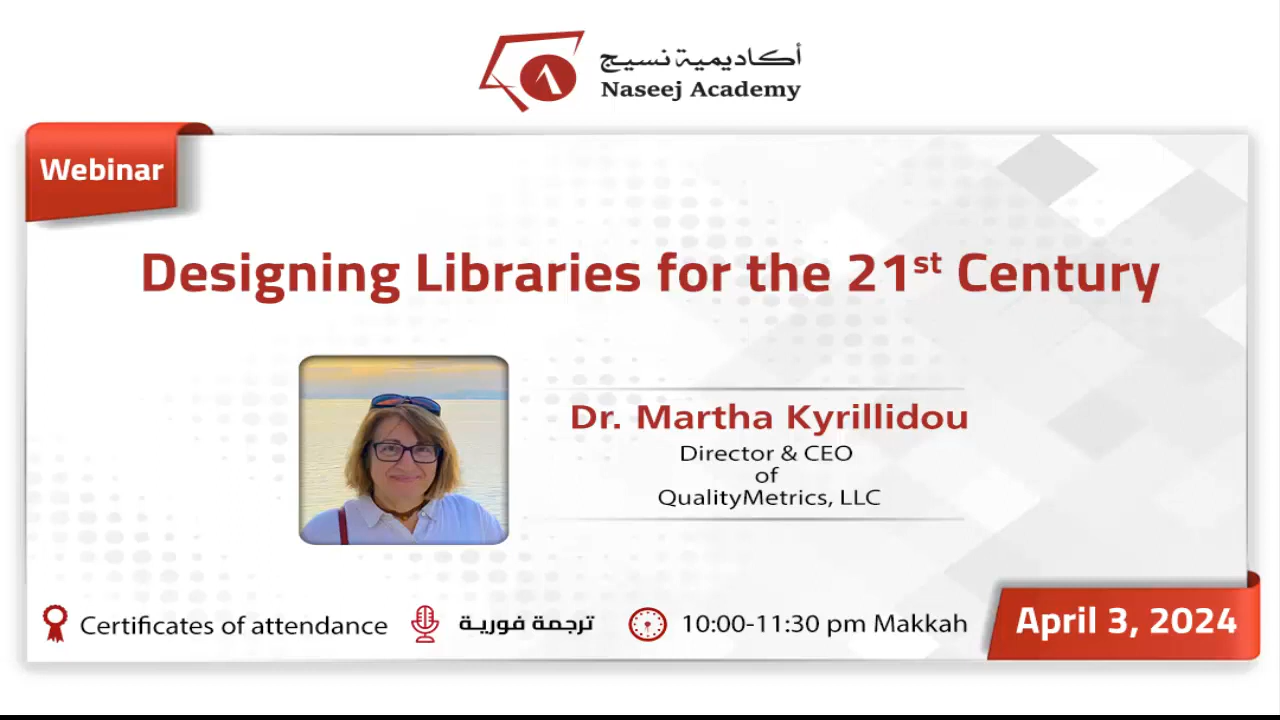 أكاديمية نسيج
Naseej Academy
Webinar
Designing Libraries for the 21st Century
Dr. Martha Kyrillidou
Director & CEO
of
QualityMetrics, LLC
Certificates of attendance
ترجمة فورية
10:00-11:30 pm Makkah
April 3, 2024